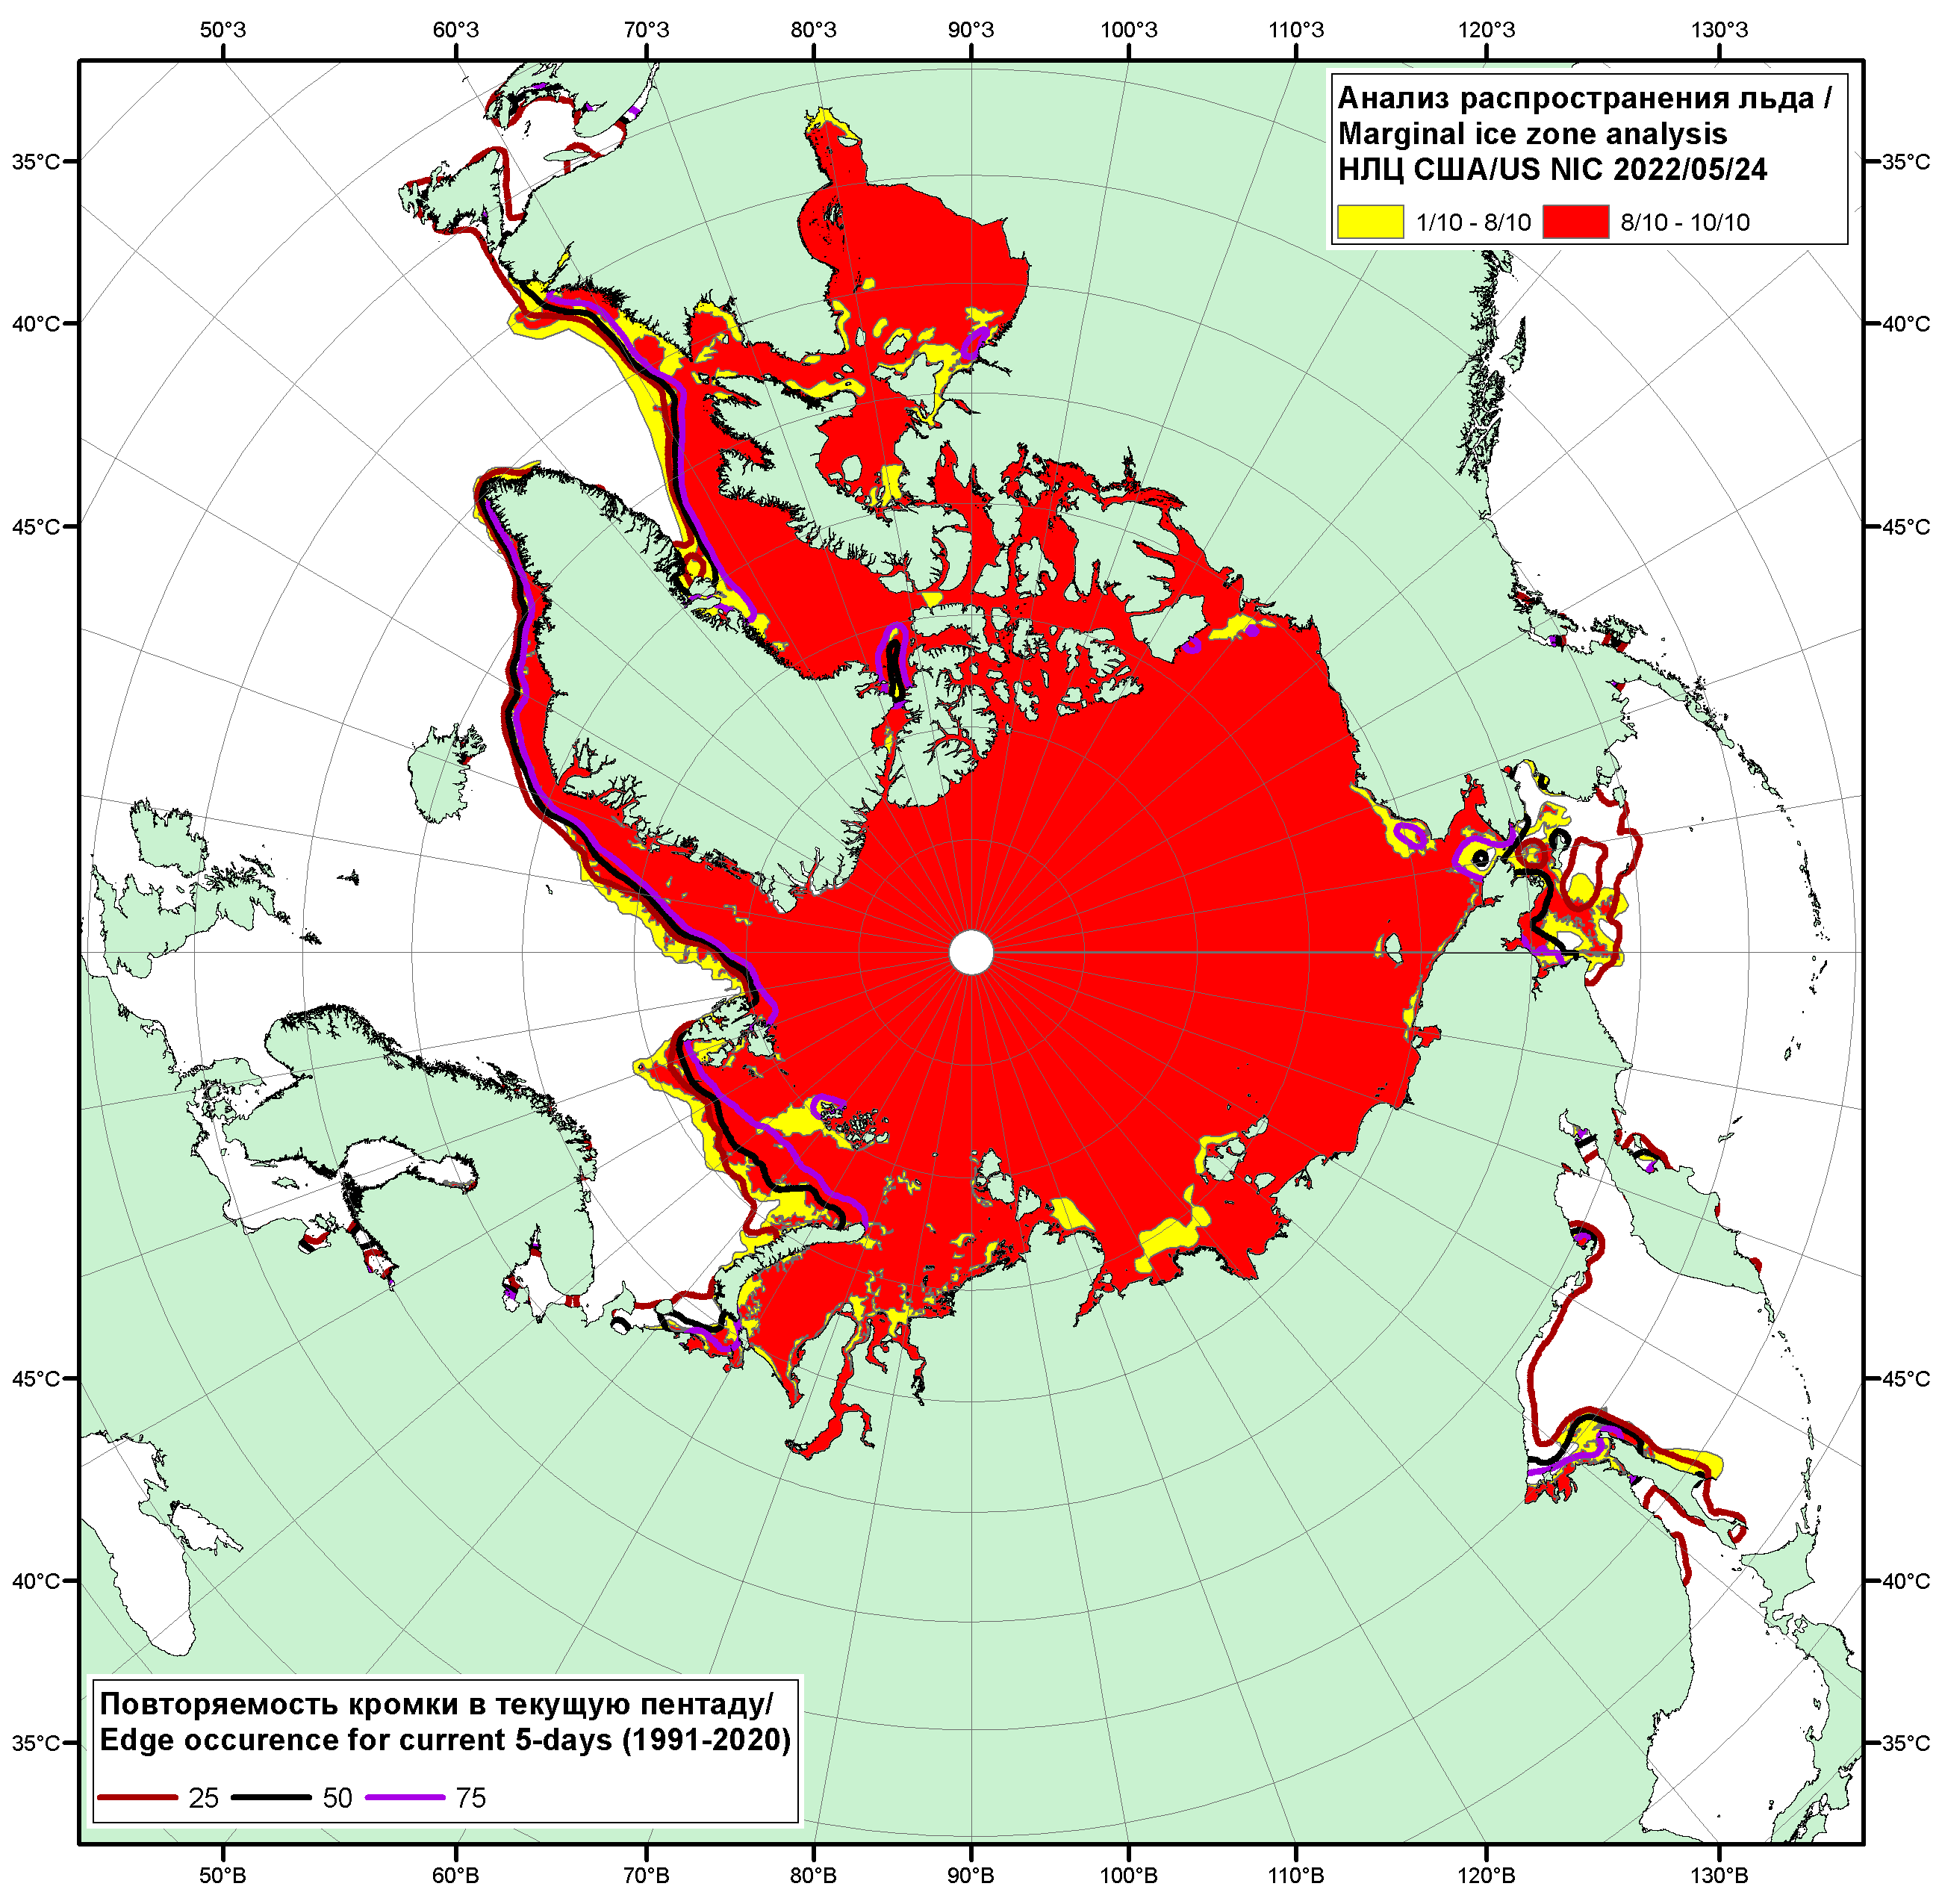 50°З 60°З 70°З 80°З 90°З 100°З 110°З 120°З 130°З
Анализ распространения льда /
Marginal ice zone analysis
НЛЦ США/US NIC 2022/05/24
1/10 - 8/10 8/10 - 10/10
35°С 35°С
40°С 40°С
45°С 45°С
45°С 45°С
40°С 40°С
35°С 35°С
Повторяемость кромки в текущую пентаду/
Edge occurence for current 5-days (1991-2020)
25 50 75
50°В 60°В 70°В 80°В 90°В 100°В 110°В 120°В 130°В